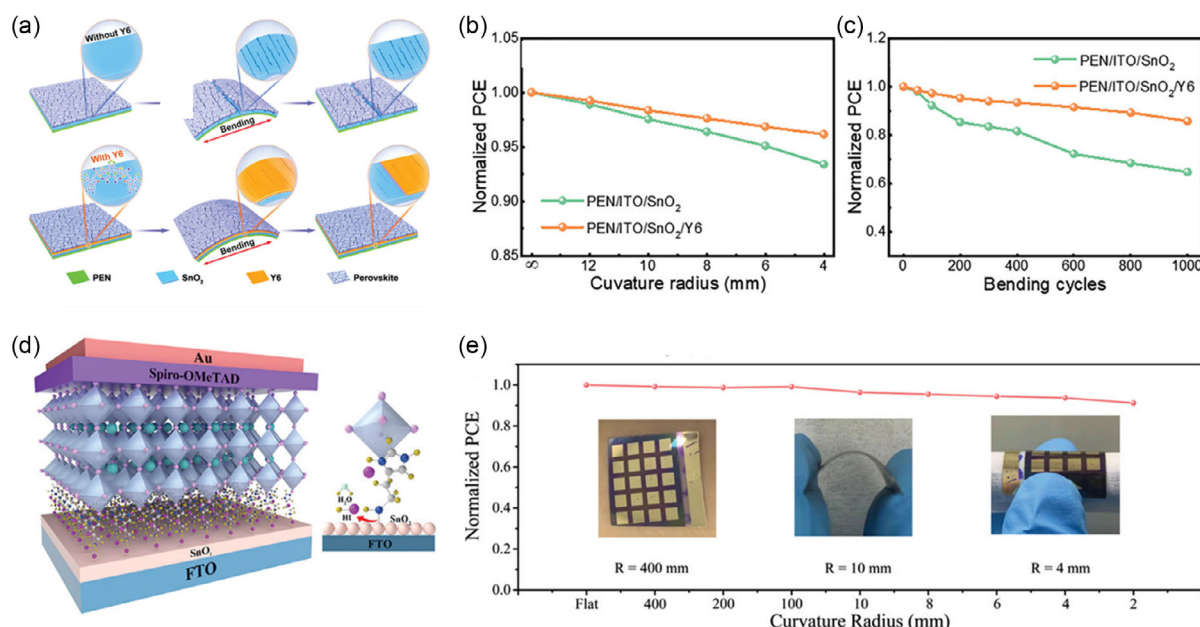 (a)
Without Y6
Bending
With Y6
Bending
PEN
SnO₂
Y6
Perovskite
(b)
1.05
1.00
0.95
0.90
0.85
Normalized PCE
PEN/ITO/SnO₂
PEN/ITO/SnO₂/Y6
∞ 12 10 8 6 4
Cuvature radius (mm)
(c)
1.2
1.0
0.8
0.6
0.4
Normalized PCE
PEN/ITO/SnO₂
PEN/ITO/SnO₂/Y6
0 200 400 600 800 1000
Bending cycles
(d)
Au
Spiro-OMeTAD
SnO₂
FTO
H₂O
HI
SnO₂
FTO
(e)
1.0
0.8
0.6
0.4
0.2
0.0
Normalized PCE
R = 400 mm
R = 10 mm
R = 4 mm
Flat 400 200 100 10 8 6 4 2
Curvature Radius (mm)